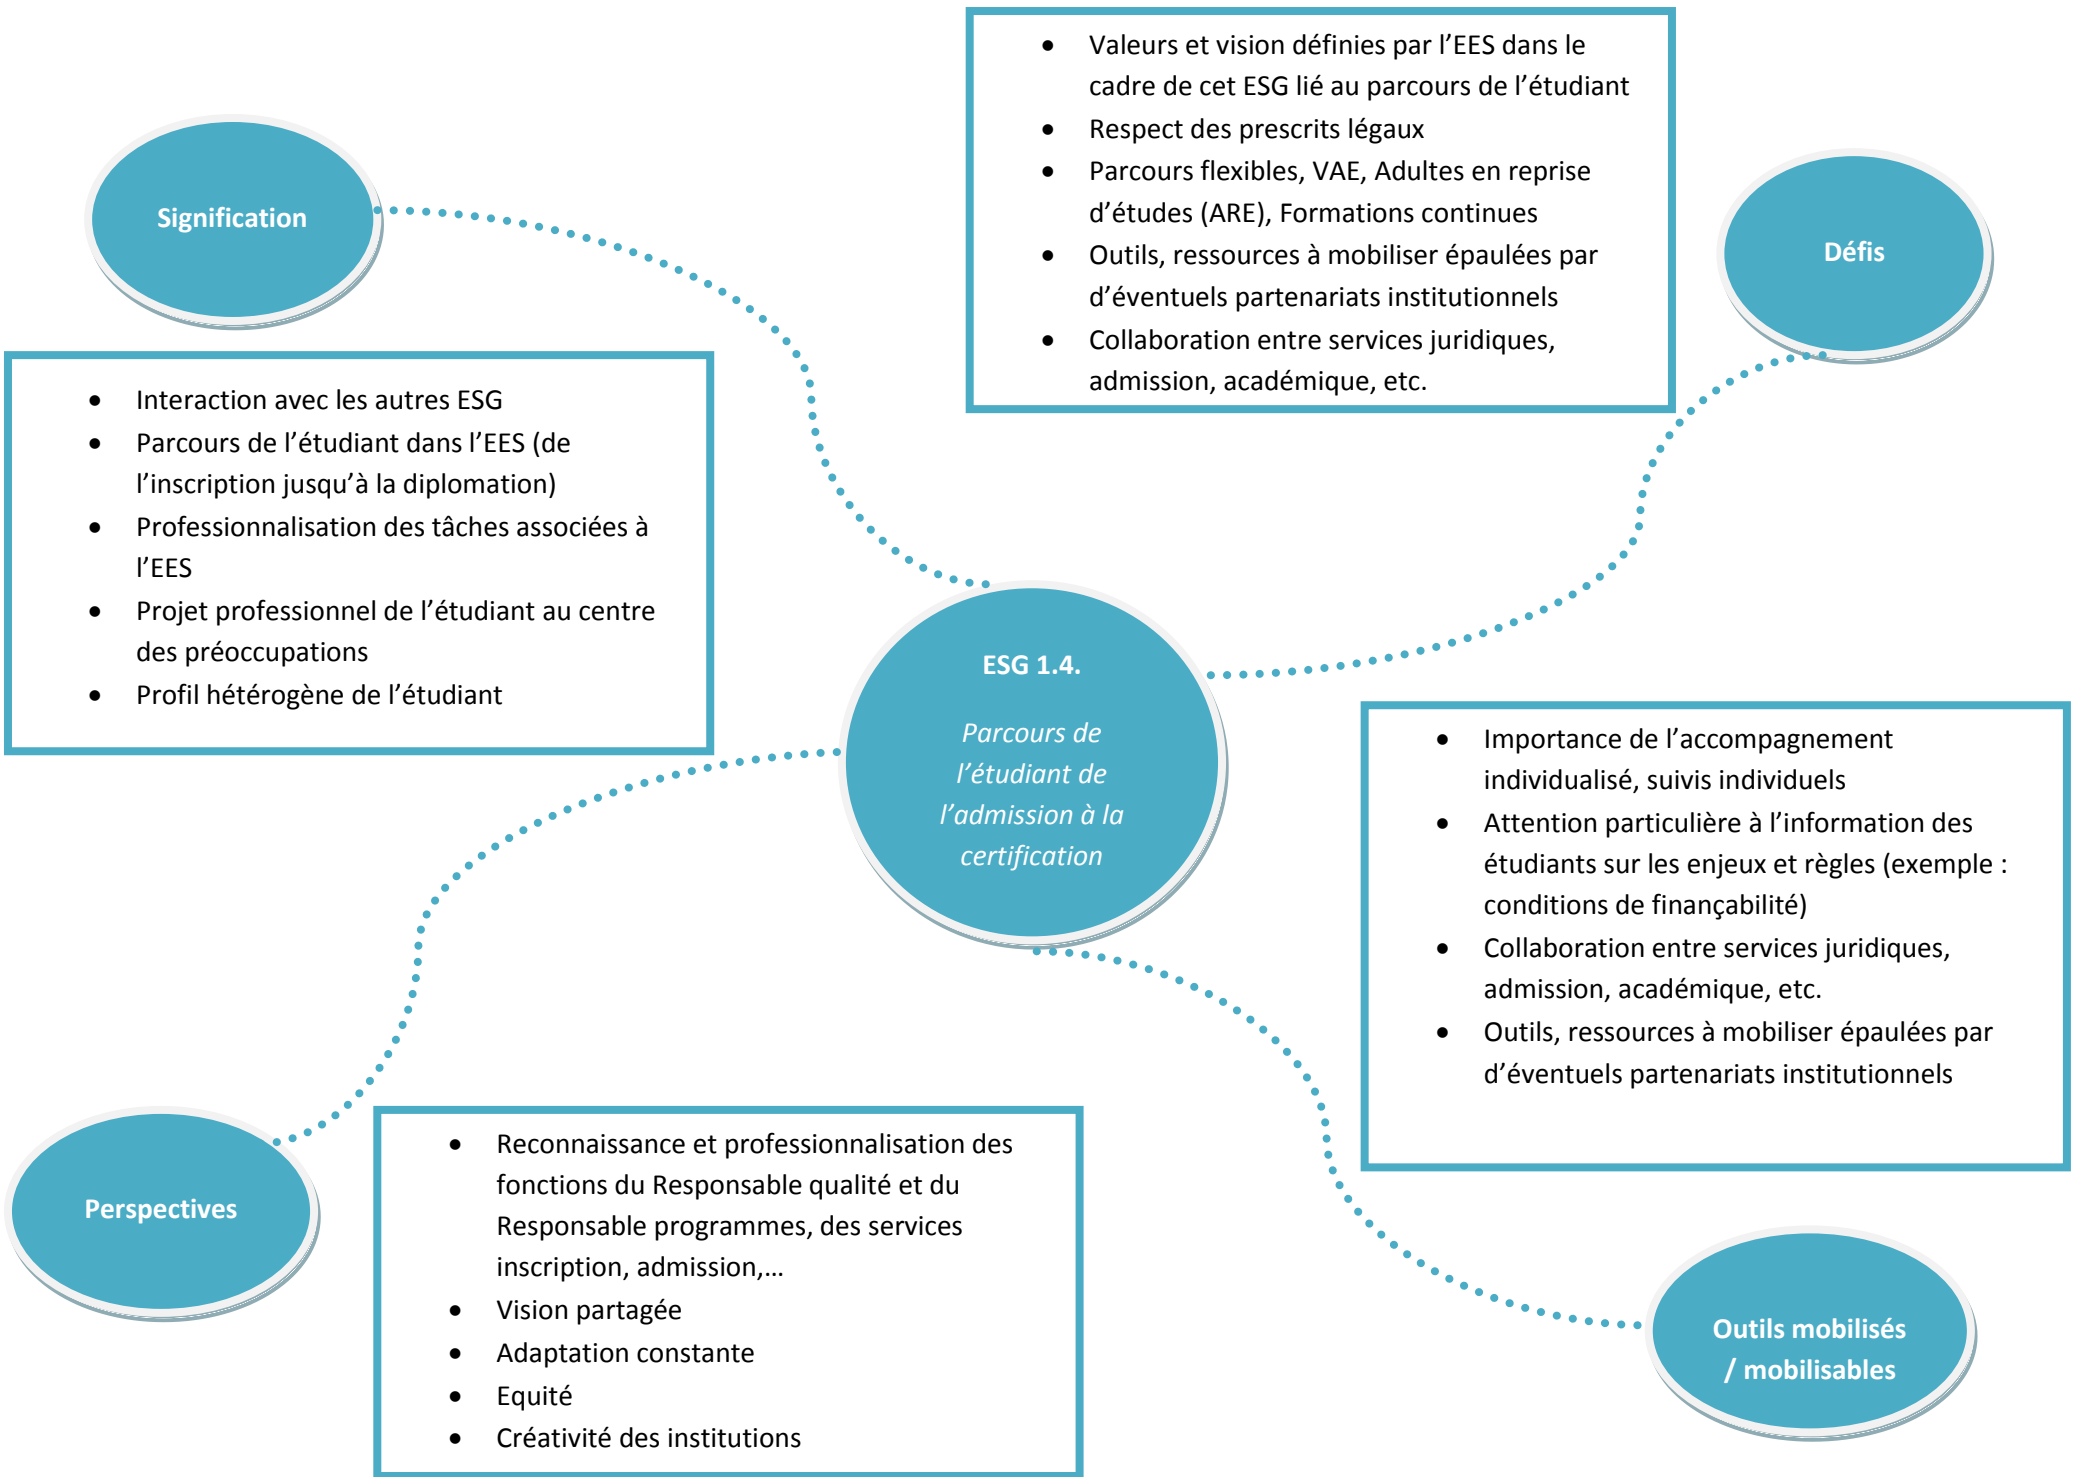 Signification
• Interaction avec les autres ESG
• Parcours de l’étudiant dans l’EES (de
l’inscription jusqu’à la diplomation)
• Professionnalisation des tâches associées à
l’EES
• Projet professionnel de l’étudiant au centre
des préoccupations
• Profil hétérogène de l’étudiant
• Valeurs et vision définies par l’EES dans le
cadre de cet ESG lié au parcours de l’étudiant
• Respect des prescrits légaux
• Parcours flexibles, VAE, Adultes en reprise
d’études (ARE), Formations continues
• Outils, ressources à mobiliser épaulées par
d’éventuels partenariats institutionnels
• Collaboration entre services juridiques,
admission, académique, etc.
Défis
ESG 1.4.
Parcours de
l’étudiant de
l’admission à la
certification
• Importance de l’accompagnement
individualisé, suivis individuels
• Attention particulière à l’information des
étudiants sur les enjeux et règles (exemple :
conditions de finançabilité)
• Collaboration entre services juridiques,
admission, académique, etc.
• Outils, ressources à mobiliser épaulées par
d’éventuels partenariats institutionnels
Perspectives
• Reconnaissance et professionnalisation des
fonctions du Responsable qualité et du
Responsable programmes, des services
inscription, admission,…
• Vision partagée
• Adaptation constante
• Equité
• Créativité des institutions
Outils mobilisés
/ mobilisables